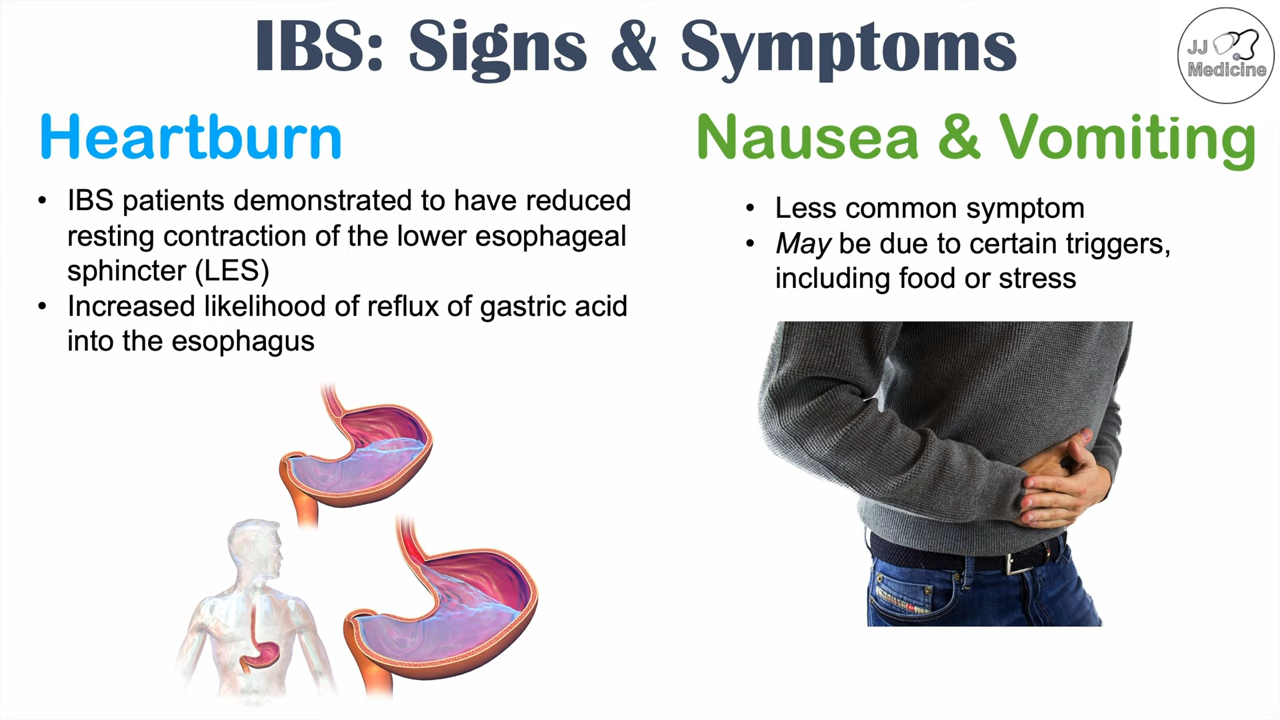 IBS: Signs & Symptoms
JJ
Medicine
Heartburn
• IBS patients demonstrated to have reduced
resting contraction of the lower esophageal
sphincter (LES)
• Increased likelihood of reflux of gastric acid
into the esophagus
Nausea & Vomiting
• Less common symptom
• May be due to certain triggers,
including food or stress